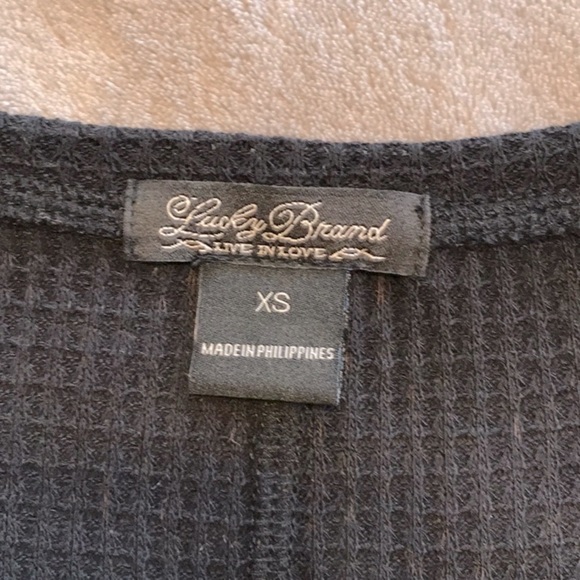 Lucky Brand
LIVE IN LOVE
XS
MADE IN PHILIPPINES